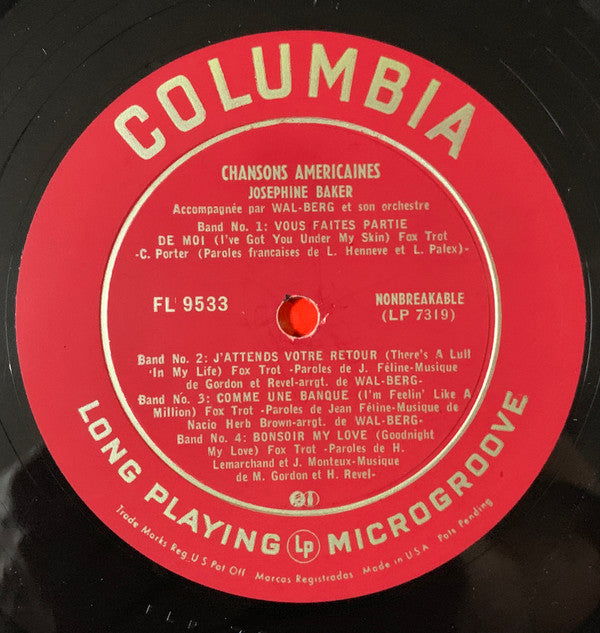 COLUMBIA
CHANSONS AMERICAINES
JOSEPHINE BAKER
Accompagnée par WAL-BERG et son orchestre
Band No. 1: VOUS FAITES PARTIE
DE MOI (I've Got You Under My Skin) Fox Trot
-C. Porter (Paroles francaises de L. Henneve et L. Palex)-
FL 9533
NONBREAKABLE
(LP 7319)
Band No. 2: J'ATTENDS VOTRE RETOUR (There's A Lull
'In My Life) Fox Trot -Paroles de J. Féline-Musique
de Gordon et Revel-arrgt. de WAL-BERG-
Band No. 3: COMME UNE BANQUE (I'm Feelin' Like A
Million) Fox Trot -Paroles de Jean Féline-Musique de
Nacio Herb Brown-arrgt. de WAL-BERG-
Band No. 4: BONSOIR MY LOVE (Goodnight
My Love) Fox Trot -Paroles de H.
Lemarchand et J. Monteux-Musique
de M. Gordon et H. Revel-
LONG PLAYING LP MICROGROOVE
Trade Marks Reg. U S Pat Off Marcas Registradas Made in U.S.A Pats Pending